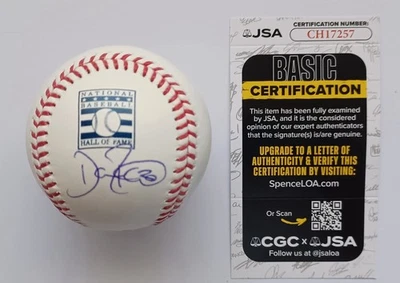 NATIONAL
BASEBALL
HALL OF FAME
JSA
CERTIFICATION NUMBER
CH17257
BASIC
CERTIFICATION
This item has been fully examined
by JSA, and it is the considered
opinion of our expert authenticators
that the signature(s) is/are genuine.
UPGRADE TO A LETTER OF
AUTHENTICITY & VERIFY THIS
CERTIFICATION BY VISITING:
SpenceLOA.com
Or Scan
CGC x JSA
Follow us @jsaloa